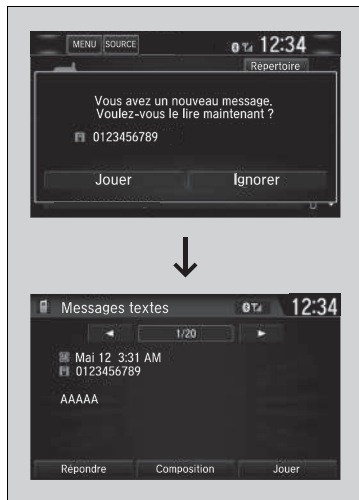 MENU SOURCE 12:34
Répertoire
Vous avez un nouveau message.
Voulez-vous le lire maintenant ?
0123456789
Jouer Ignorer
Messages textes 12:34
1/20
Mai 12 3:31 AM
0123456789
AAAAA
Répondre Composition Jouer